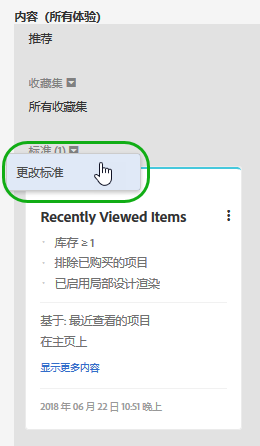 内容（所有体验）
推荐
收藏集
所有收藏集
标准 (1)
更改标准
Recently Viewed Items
· 库存 ≥ 1
· 排除已购买的项目
· 已启用局部设计渲染
基于: 最近查看的项目
在主页上
显示更多内容
2018 年 06 月 22 日 10:51 晚上